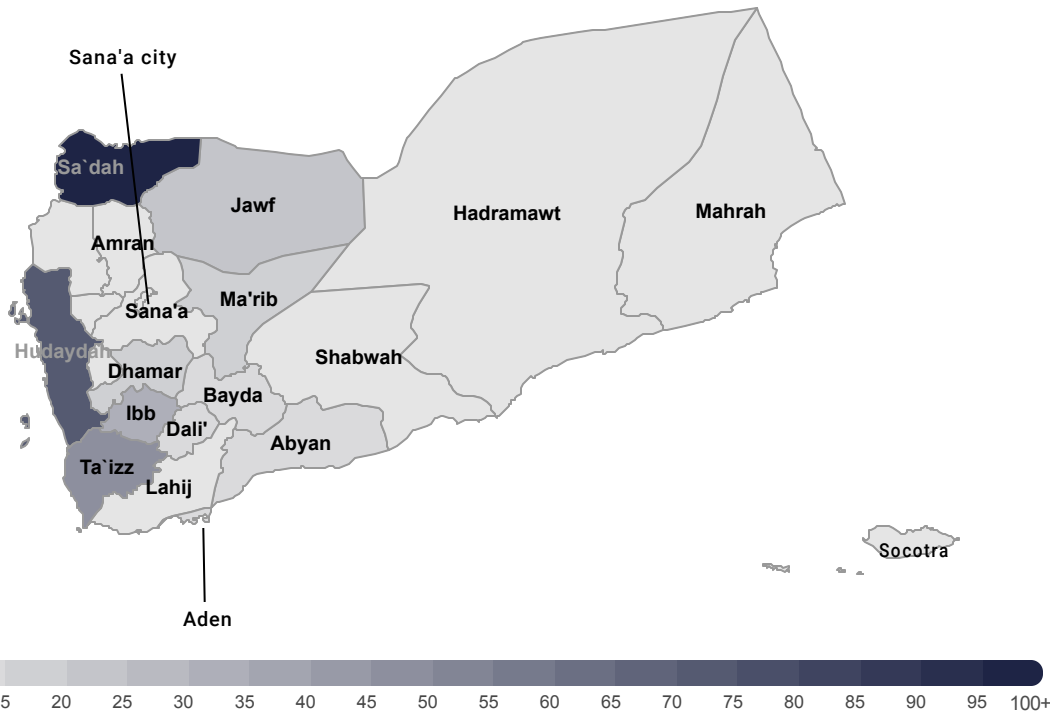 Sana'a city
Sa`dah
Jawf
Hadramawt
Mahrah
Amran
Ma'rib
Sana'a
Hudaydah
Shabwah
Dhamar
Bayda
Ibb
Dali'
Abyan
Ta`izz
Lahij
Socotra
Aden
5 20 25 30 35 40 45 50 55 60 65 70 75 80 85 90 95 100+